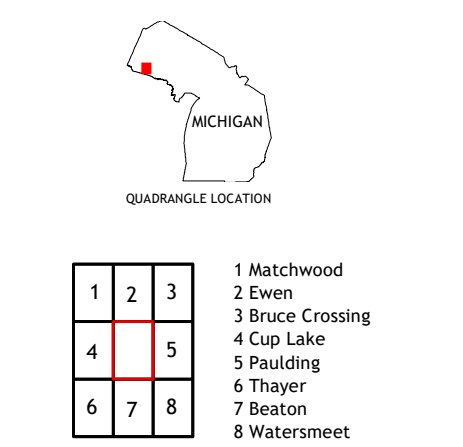 MICHIGAN
QUADRANGLE LOCATION
1 2 3
4 5
6 7 8
1 Matchwood
2 Ewen
3 Bruce Crossing
4 Cup Lake
5 Paulding
6 Thayer
7 Beaton
8 Watersmeet